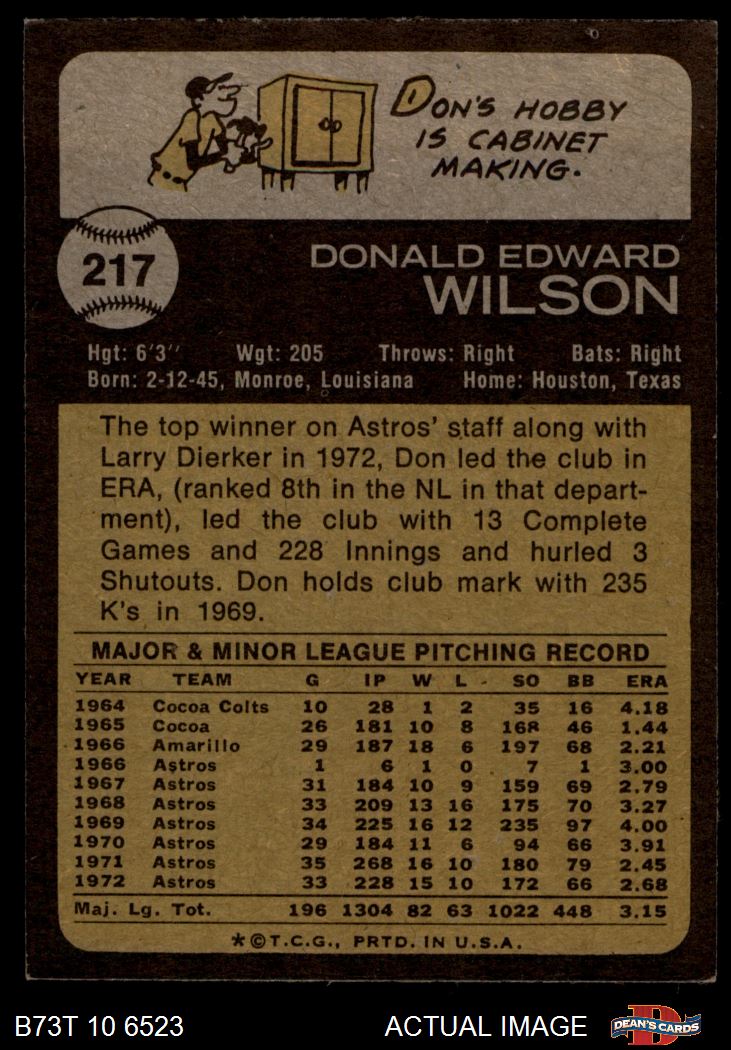 DON'S HOBBY
IS CABINET
MAKING.
217
DONALD EDWARD
WILSON
Hgt: 6'3" Wgt: 205 Throws: Right Bats: Right
Born: 2-12-45, Monroe, Louisiana Home: Houston, Texas
The top winner on Astros' staff along with
Larry Dierker in 1972, Don led the club in
ERA, (ranked 8th in the NL in that depart-
ment), led the club with 13 Complete
Games and 228 Innings and hurled 3
Shutouts. Don holds club mark with 235
K's in 1969.
MAJOR & MINOR LEAGUE PITCHING RECORD
YEAR TEAM G IP W L SO BB ERA
1964 Cocoa Colts 10 28 1 2 35 16 4.18
1965 Cocoa 26 181 10 8 168 46 1.44
1966 Amarillo 29 187 18 6 197 68 2.21
1966 Astros 1 6 1 0 7 1 3.00
1967 Astros 31 184 10 9 159 69 2.79
1968 Astros 33 209 13 16 175 70 3.27
1969 Astros 34 225 16 12 235 97 4.00
1970 Astros 29 184 11 6 94 66 3.91
1971 Astros 35 268 16 10 180 79 2.45
1972 Astros 33 228 15 10 172 66 2.68
Maj. Lg. Tot. 196 1304 82 63 1022 448 3.15
*©T.C.G., PRTD. IN U.S.A.
B73T 10 6523 ACTUAL IMAGE DEAN'S CARDS